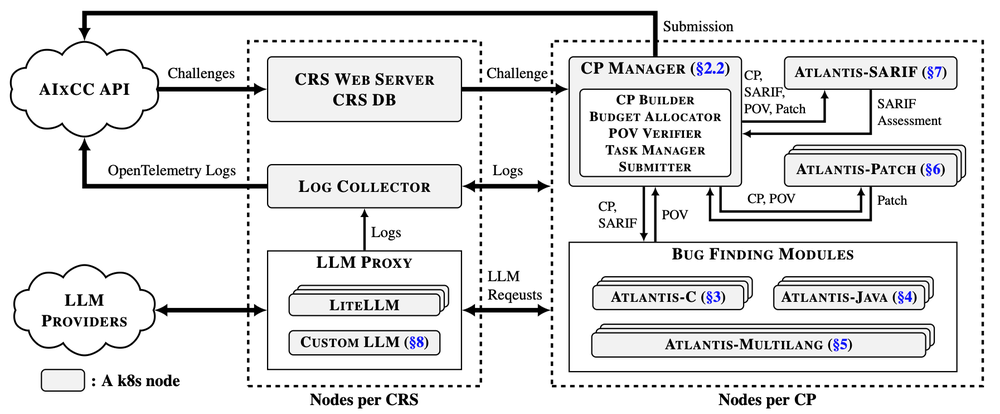 Submission
AIxCC API
Challenges
CRS Web Server
CRS DB
Challenge
CP Manager (§2.2)
CP Builder
Budget Allocator
POV Verifier
Task Manager
Submitter
CP,
SARIF,
POV, Patch
Atlantis-SARIF (§7)
SARIF
Assessment
OpenTelemetry Logs
Log Collector
Logs
Atlantis-Patch (§6)
CP, POV
Patch
CP,
SARIF
POV
Logs
LLM Proxy
LiteLLM
Custom LLM (§8)
LLM
Providers
LLM
Reqeusts
Bug Finding Modules
Atlantis-C (§3)
Atlantis-Java (§4)
Atlantis-Multilang (§5)
: A k8s node
Nodes per CRS
Nodes per CP